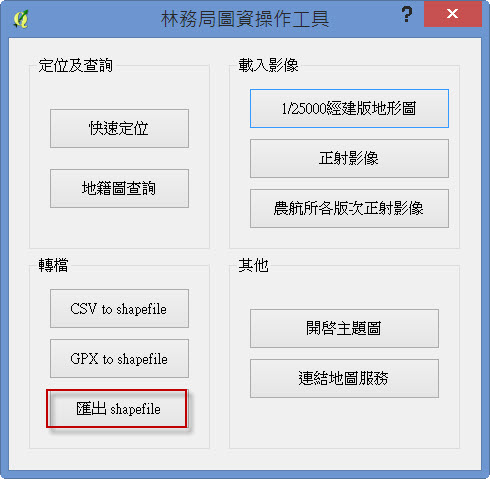 林務局圖資操作工具
?
定位及查詢
快速定位
地籍圖查詢
載入影像
1/25000經建版地形圖
正射影像
農航所各版次正射影像
轉檔
CSV to shapefile
GPX to shapefile
匯出 shapefile
其他
開啓主題圖
連結地圖服務